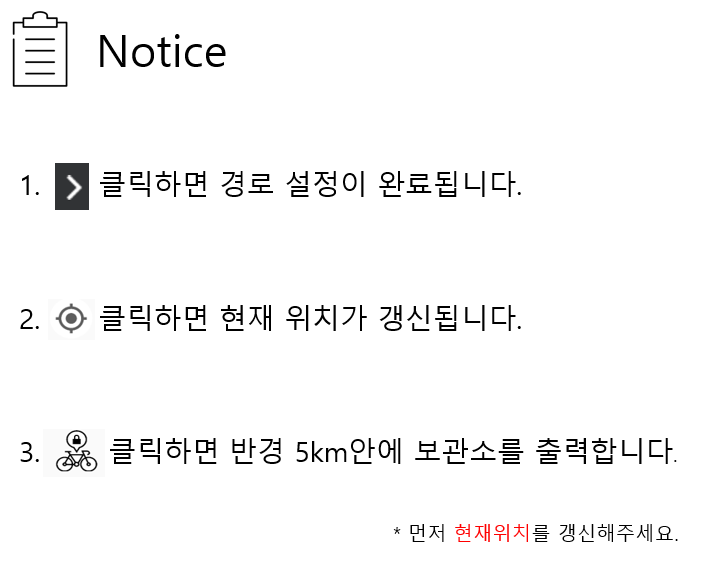 Notice
1. 클릭하면 경로 설정이 완료됩니다.
2. 클릭하면 현재 위치가 갱신됩니다.
3. 클릭하면 반경 5km안에 보관소를 출력합니다.
* 먼저 현재위치를 갱신해주세요.